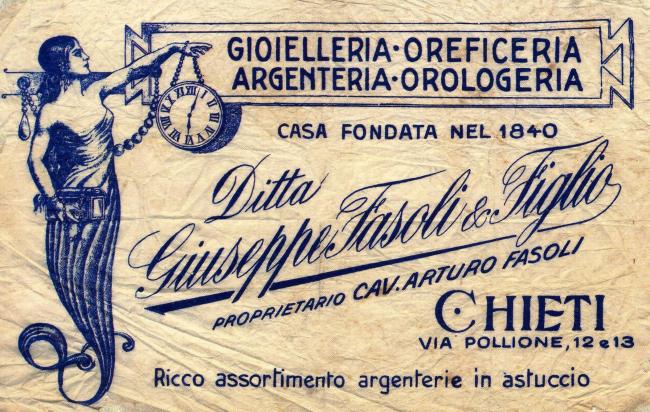 GIOIELLERIA·OREFICERIA
ARGENTERIA·OROLOGERIA
CASA FONDATA NEL 1840
Ditta
Giuseppe Fasoli & Figlio
PROPRIETARIO CAV. ARTURO FASOLI
CHIETI
VIA POLLIONE, 12 e 13
Ricco assortimento argenterie in astuccio